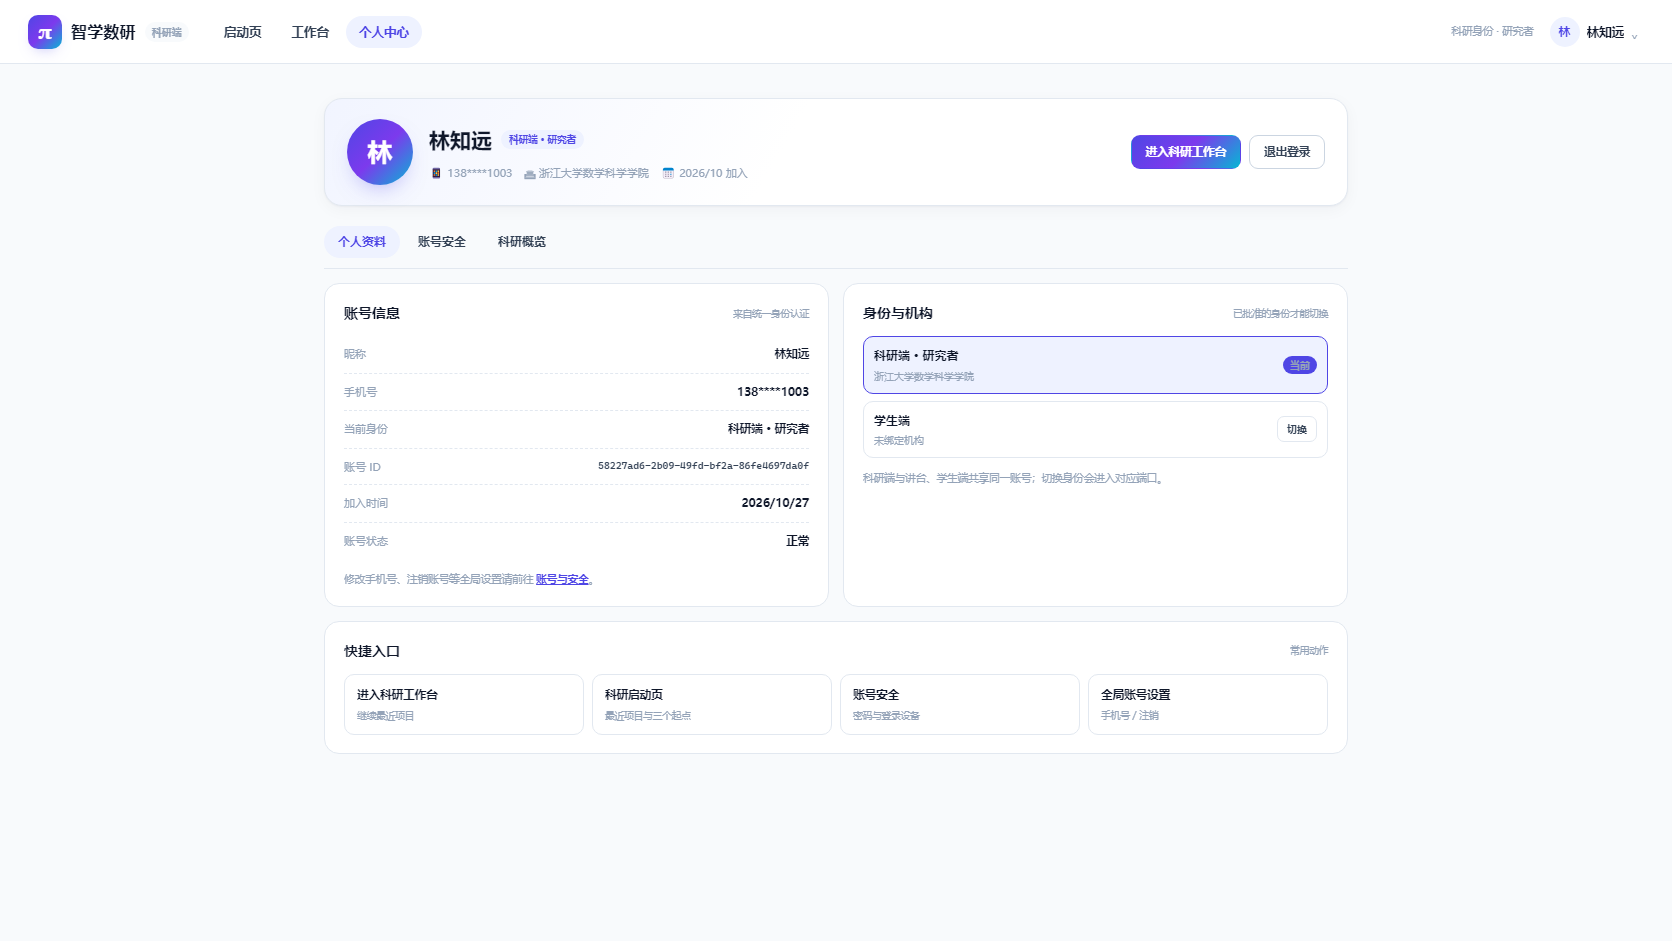 π 智学数研 科研端 启动页 工作台 个人中心 科研身份 · 研究者 林 林知远
林
林知远 科研端 • 研究者
138****1003 浙江大学数学科学学院 2026/10 加入
进入科研工作台 退出登录
个人资料 账号安全 科研概览
账号信息 来自统一身份认证
昵称 林知远
手机号 138****1003
当前身份 科研端 • 研究者
账号 ID 58227ad6-2b09-49fd-bf2a-86fe4697da0f
加入时间 2026/10/27
账号状态 正常
修改手机号、注销账号等全局设置请前往 账号与安全。
身份与机构 已批准的身份才能切换
科研端 • 研究者
浙江大学数学科学学院
当前
学生端
未绑定机构
切换
科研端与讲台、学生端共享同一账号；切换身份会进入对应端口。
快捷入口 常用动作
进入科研工作台
继续最近项目
科研启动页
最近项目与三个起点
账号安全
密码与登录设备
全局账号设置
手机号 / 注销